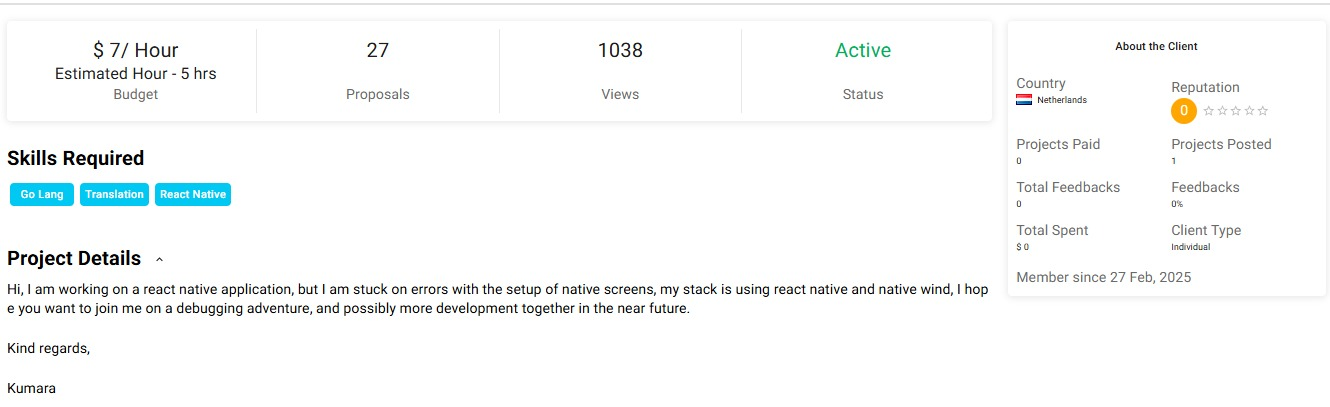 $ 7/ Hour
Estimated Hour - 5 hrs
Budget
27
Proposals
1038
Views
Active
Status
Skills Required
Go Lang
Translation
React Native
Project Details
Hi, I am working on a react native application, but I am stuck on errors with the setup of native screens, my stack is using react native and native wind, I hop
e you want to join me on a debugging adventure, and possibly more development together in the near future.
Kind regards,
Kumara
About the Client
Country
Netherlands
Reputation
0
Projects Paid
0
Projects Posted
1
Total Feedbacks
0
Feedbacks
0%
Total Spent
$ 0
Client Type
Individual
Member since 27 Feb, 2025